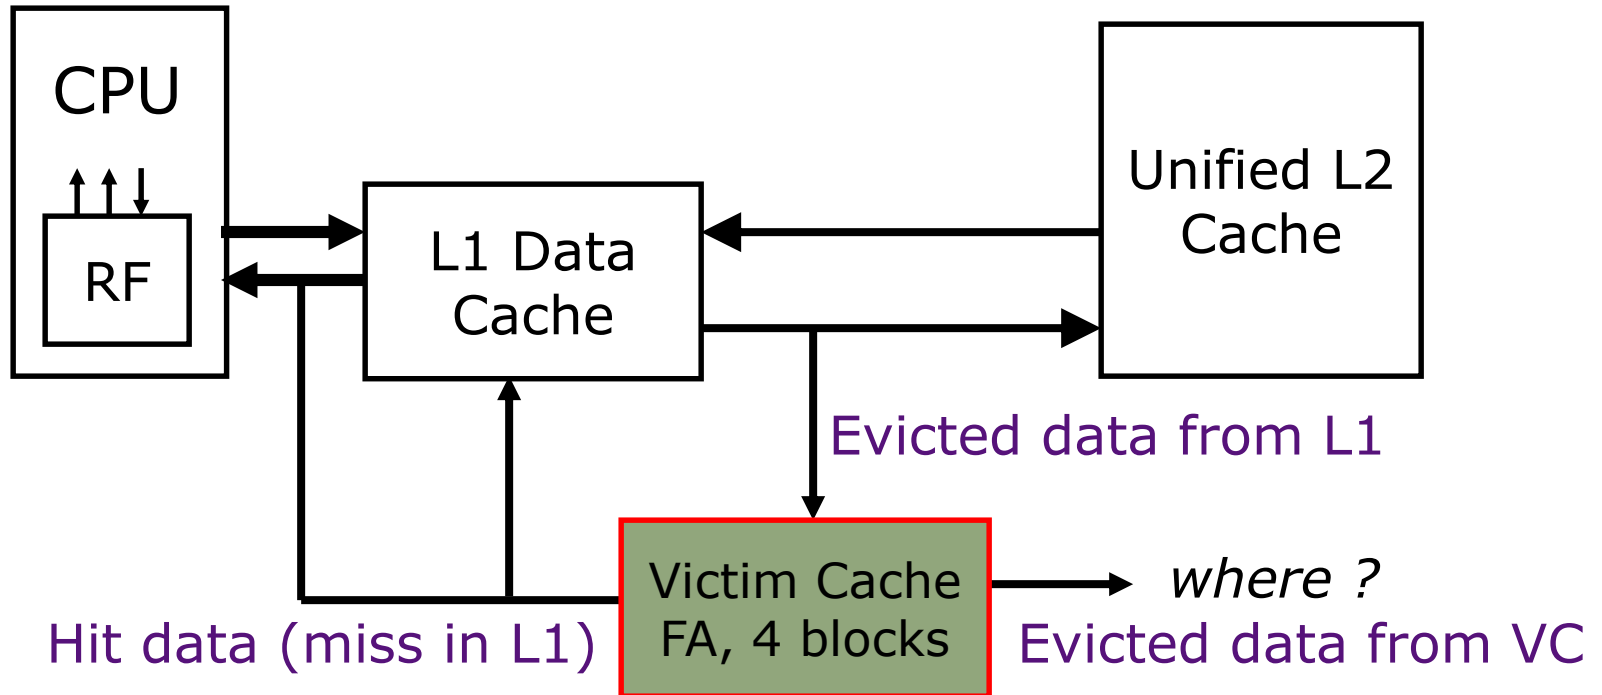 CPU
RF
L1 Data
Cache
Unified L2
Cache
Evicted data from L1
Victim Cache
FA, 4 blocks
where ?
Hit data (miss in L1)
Evicted data from VC